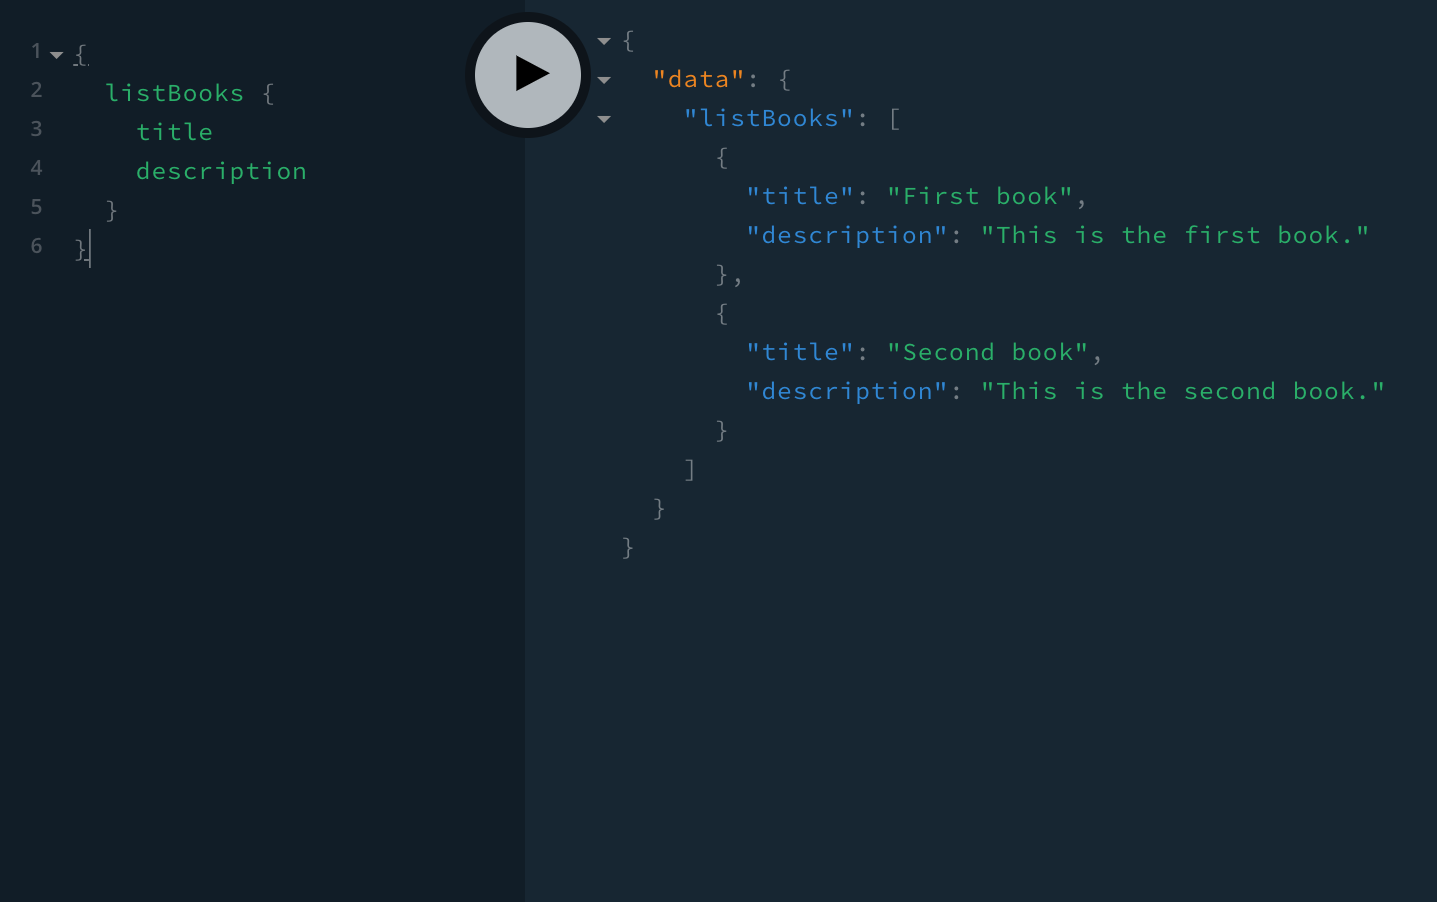 1 {
2   listBooks {
3     title
4     description
5   }
6 }
{
  "data": {
    "listBooks": [
      {
        "title": "First book",
        "description": "This is the first book."
      },
      {
        "title": "Second book",
        "description": "This is the second book."
      }
    ]
  }
}